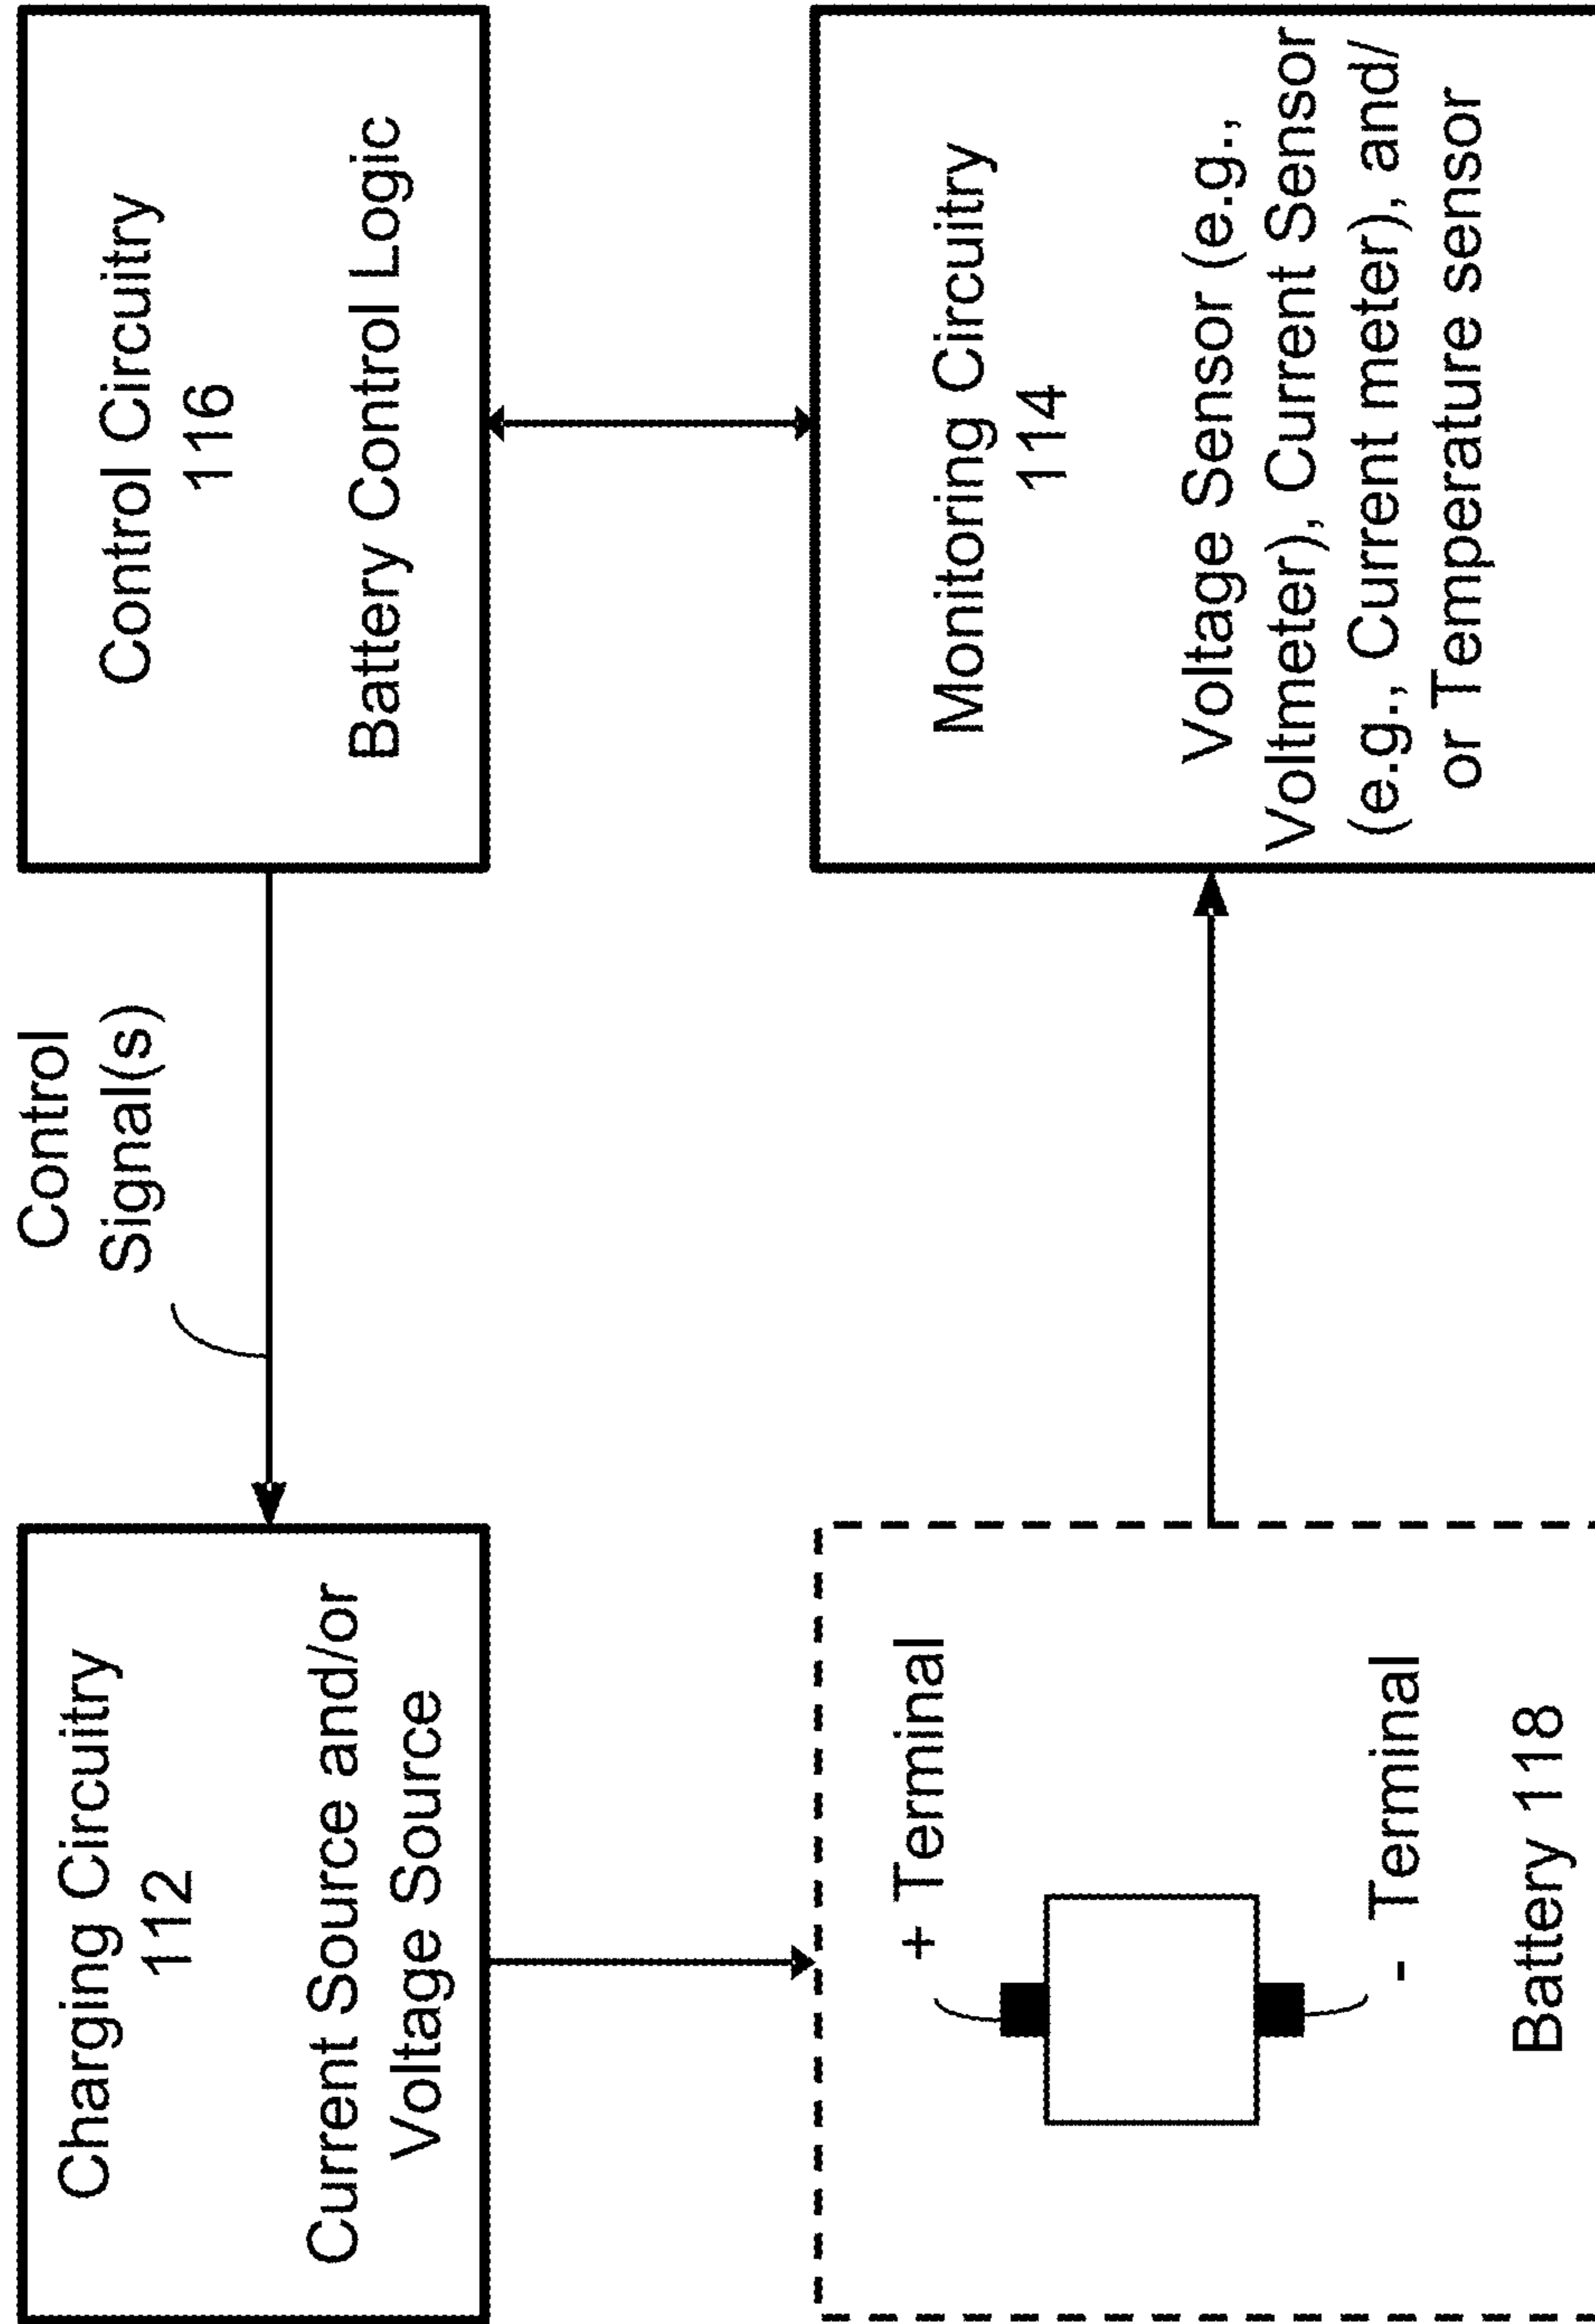 Charging Circuitry
112
Current Source and/or
Voltage Source
Control
Signal(s)
Control Circuitry
116
Battery Control Logic
+ Terminal
- Terminal
Battery 118
Monitoring Circuitry
114
Voltage Sensor (e.g.,
Voltmeter), Current Sensor
(e.g., Current meter), and/
or Temperature sensor